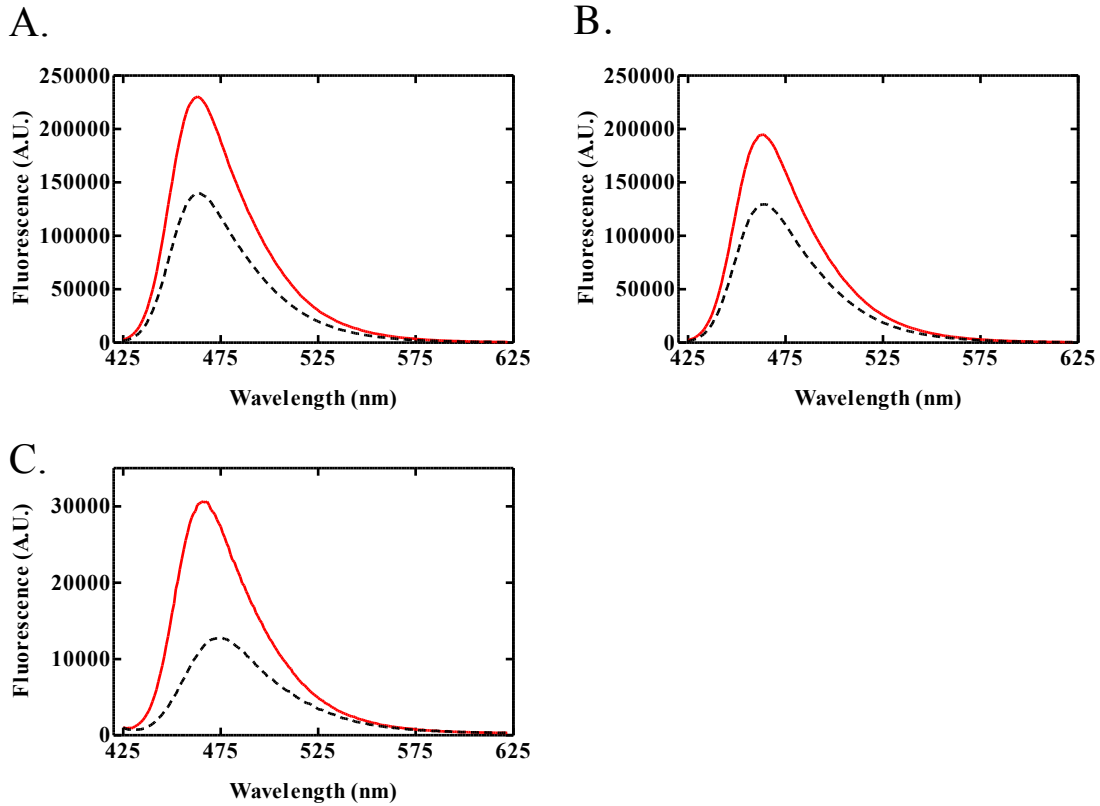 A.
250000
200000
150000
100000
50000
0
Fluorescence (A.U.)
425 475 525 575 625
Wavelength (nm)
B.
250000
200000
150000
100000
50000
0
Fluorescence (A.U.)
425 475 525 575 625
Wavelength (nm)
C.
30000
20000
10000
0
Fluorescence (A.U.)
425 475 525 575 625
Wavelength (nm)